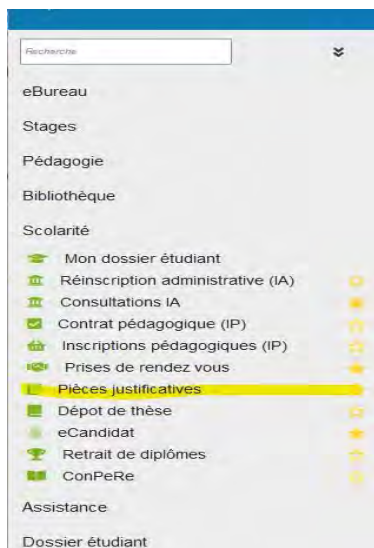 Recherche
eBureau
Stages
Pédagogie
Bibliothèque
Scolarité
Mon dossier étudiant
Réinscription administrative (IA)
Consultations IA
Contrat pédagogique (IP)
Inscriptions pédagogiques (IP)
Prises de rendez vous
Pièces justificatives
Dépot de thèse
eCandidat
Retrait de diplômes
ConPeRe
Assistance
Dossier étudiant